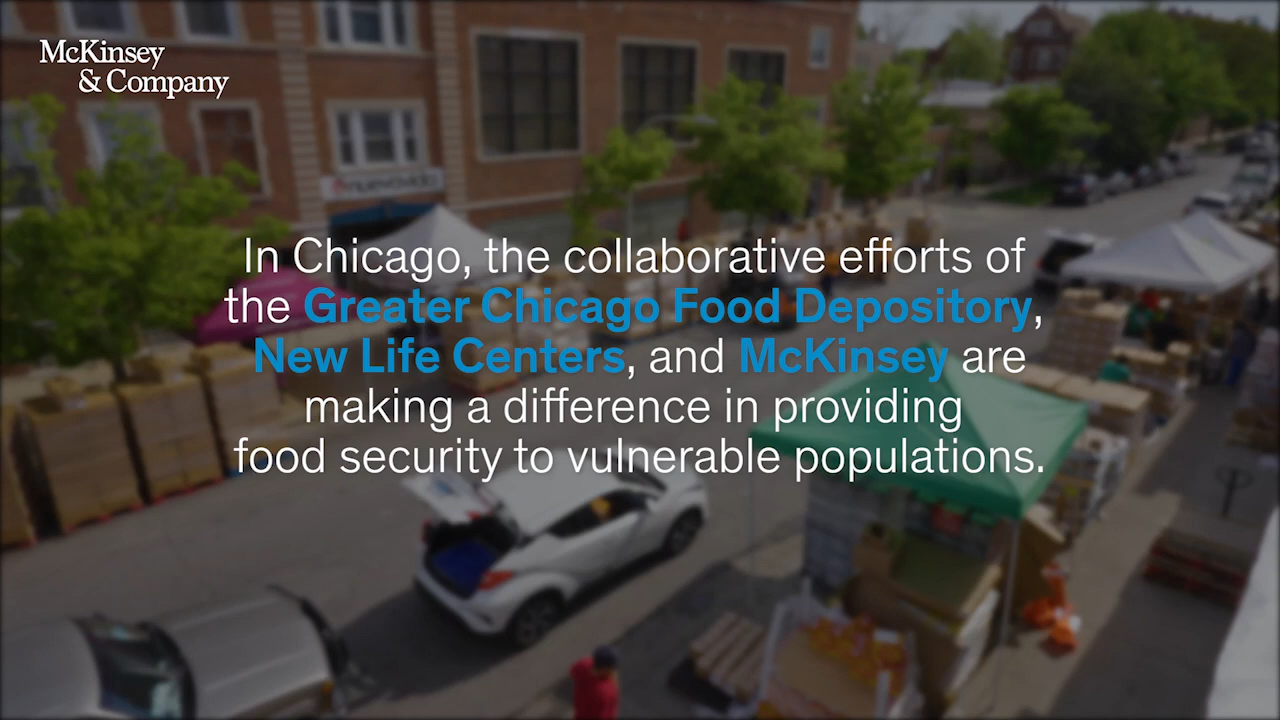 McKinsey
& Company
nuevavida
In Chicago, the collaborative efforts of
the Greater Chicago Food Depository,
New Life Centers, and McKinsey are
making a difference in providing
food security to vulnerable populations.